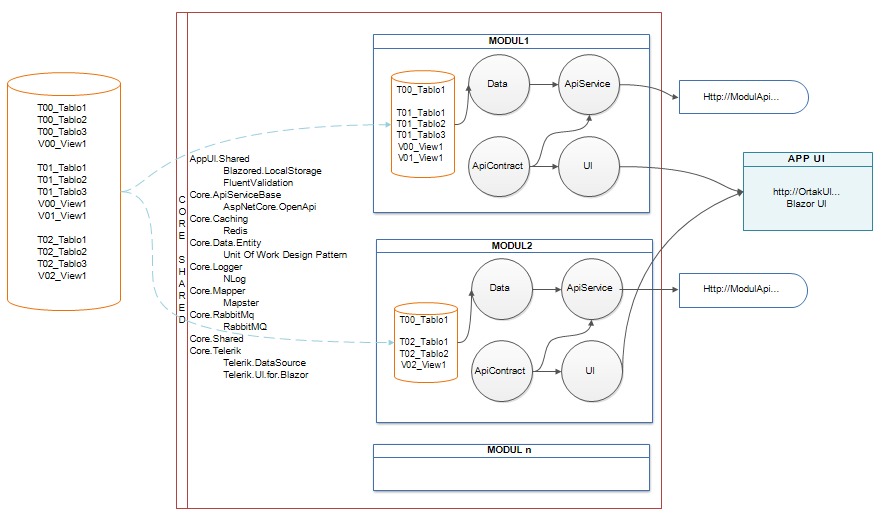 T00_Tablo1
T00_Tablo2
T00_Tablo3
V00_View1
T01_Tablo1
T01_Tablo2
T01_Tablo3
V00_View1
V01_View1
T02_Tablo1
T02_Tablo2
T02_Tablo3
V02_View1
CORE SHARED
AppUI.Shared
Blazored.LocalStorage
FluentValidation
Core.ApiServiceBase
AspNetCore.OpenApi
Core.Caching
Redis
Core.Data.Entity
Unit Of Work Design Pattern
Core.Logger
NLog
Core.Mapper
Mapster
Core.RabbitMq
RabbitMQ
Core.Shared
Core.Telerik
Telerik.DataSource
Telerik.UI.for.Blazor
MODUL1
T00_Tablo1
T01_Tablo1
T01_Tablo2
T01_Tablo3
V00_View1
V01_View1
Data
ApiService
ApiContract
UI
Http://ModulApi...
MODUL2
T00_Tablo1
T02_Tablo1
T02_Tablo2
V02_View1
Data
ApiService
ApiContract
UI
Http://ModulApi...
MODUL n
APP UI
http://OrtakUI...
Blazor UI